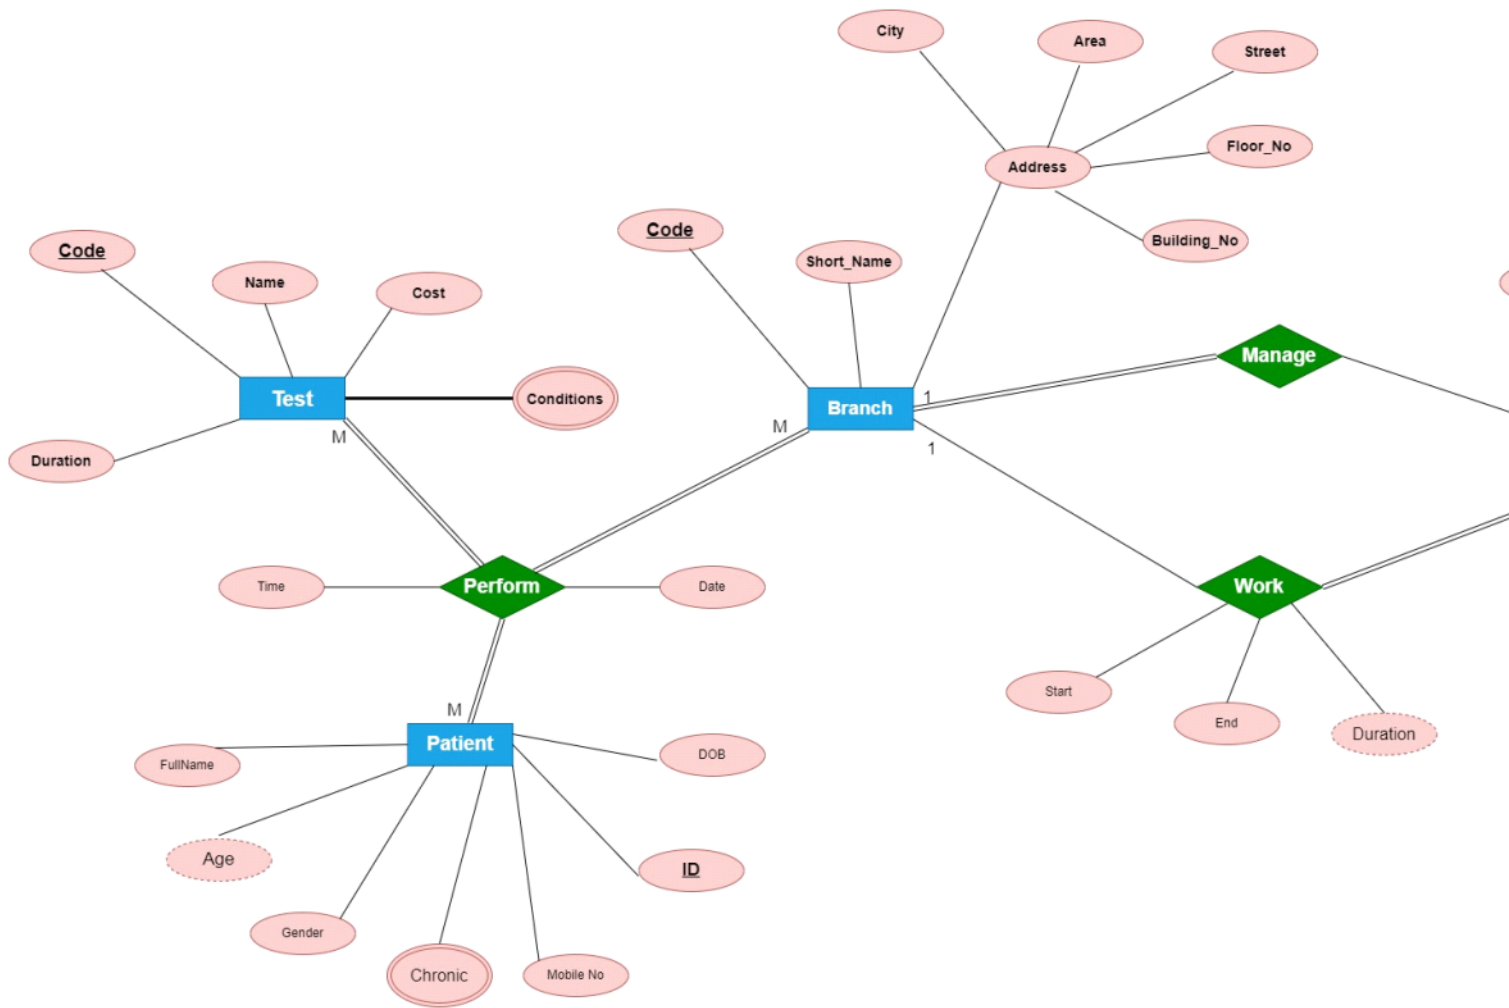 City
Area
Street
Floor_No
Address
Building_No
Code
Short_Name
Code
Name
Cost
Manage
Test
Conditions
1
Branch
M
M
1
Duration
Time
Perform
Date
Work
Start
End
Duration
M
Patient
FullName
DOB
Age
ID
Gender
Chronic
Mobile No